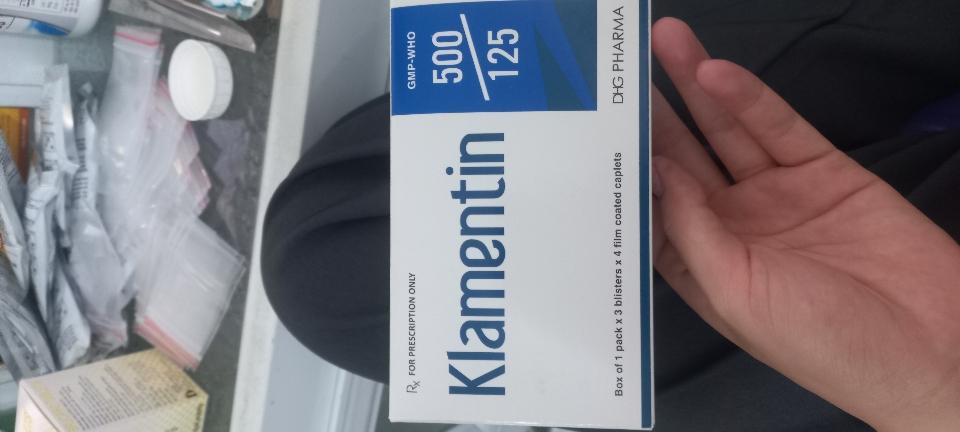 Rx FOR PRESCRIPTION ONLY
GMP-WHO
Klamentin
500
125
Box of 1 pack x 3 blisters x 4 film coated caplets
DHG PHARMA